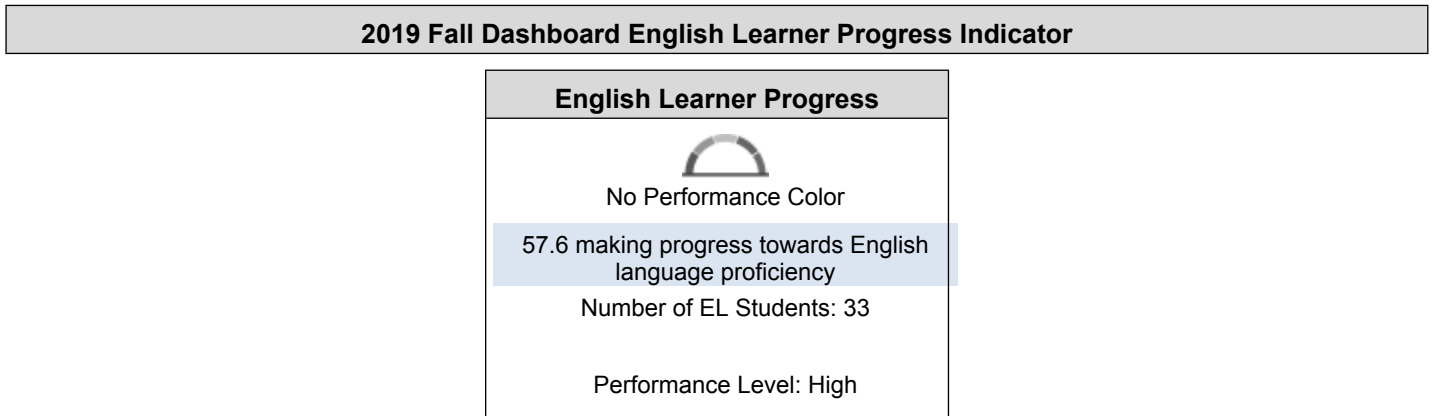 2019 Fall Dashboard English Learner Progress Indicator
English Learner Progress
No Performance Color
57.6 making progress towards English
language proficiency
Number of EL Students: 33
Performance Level: High